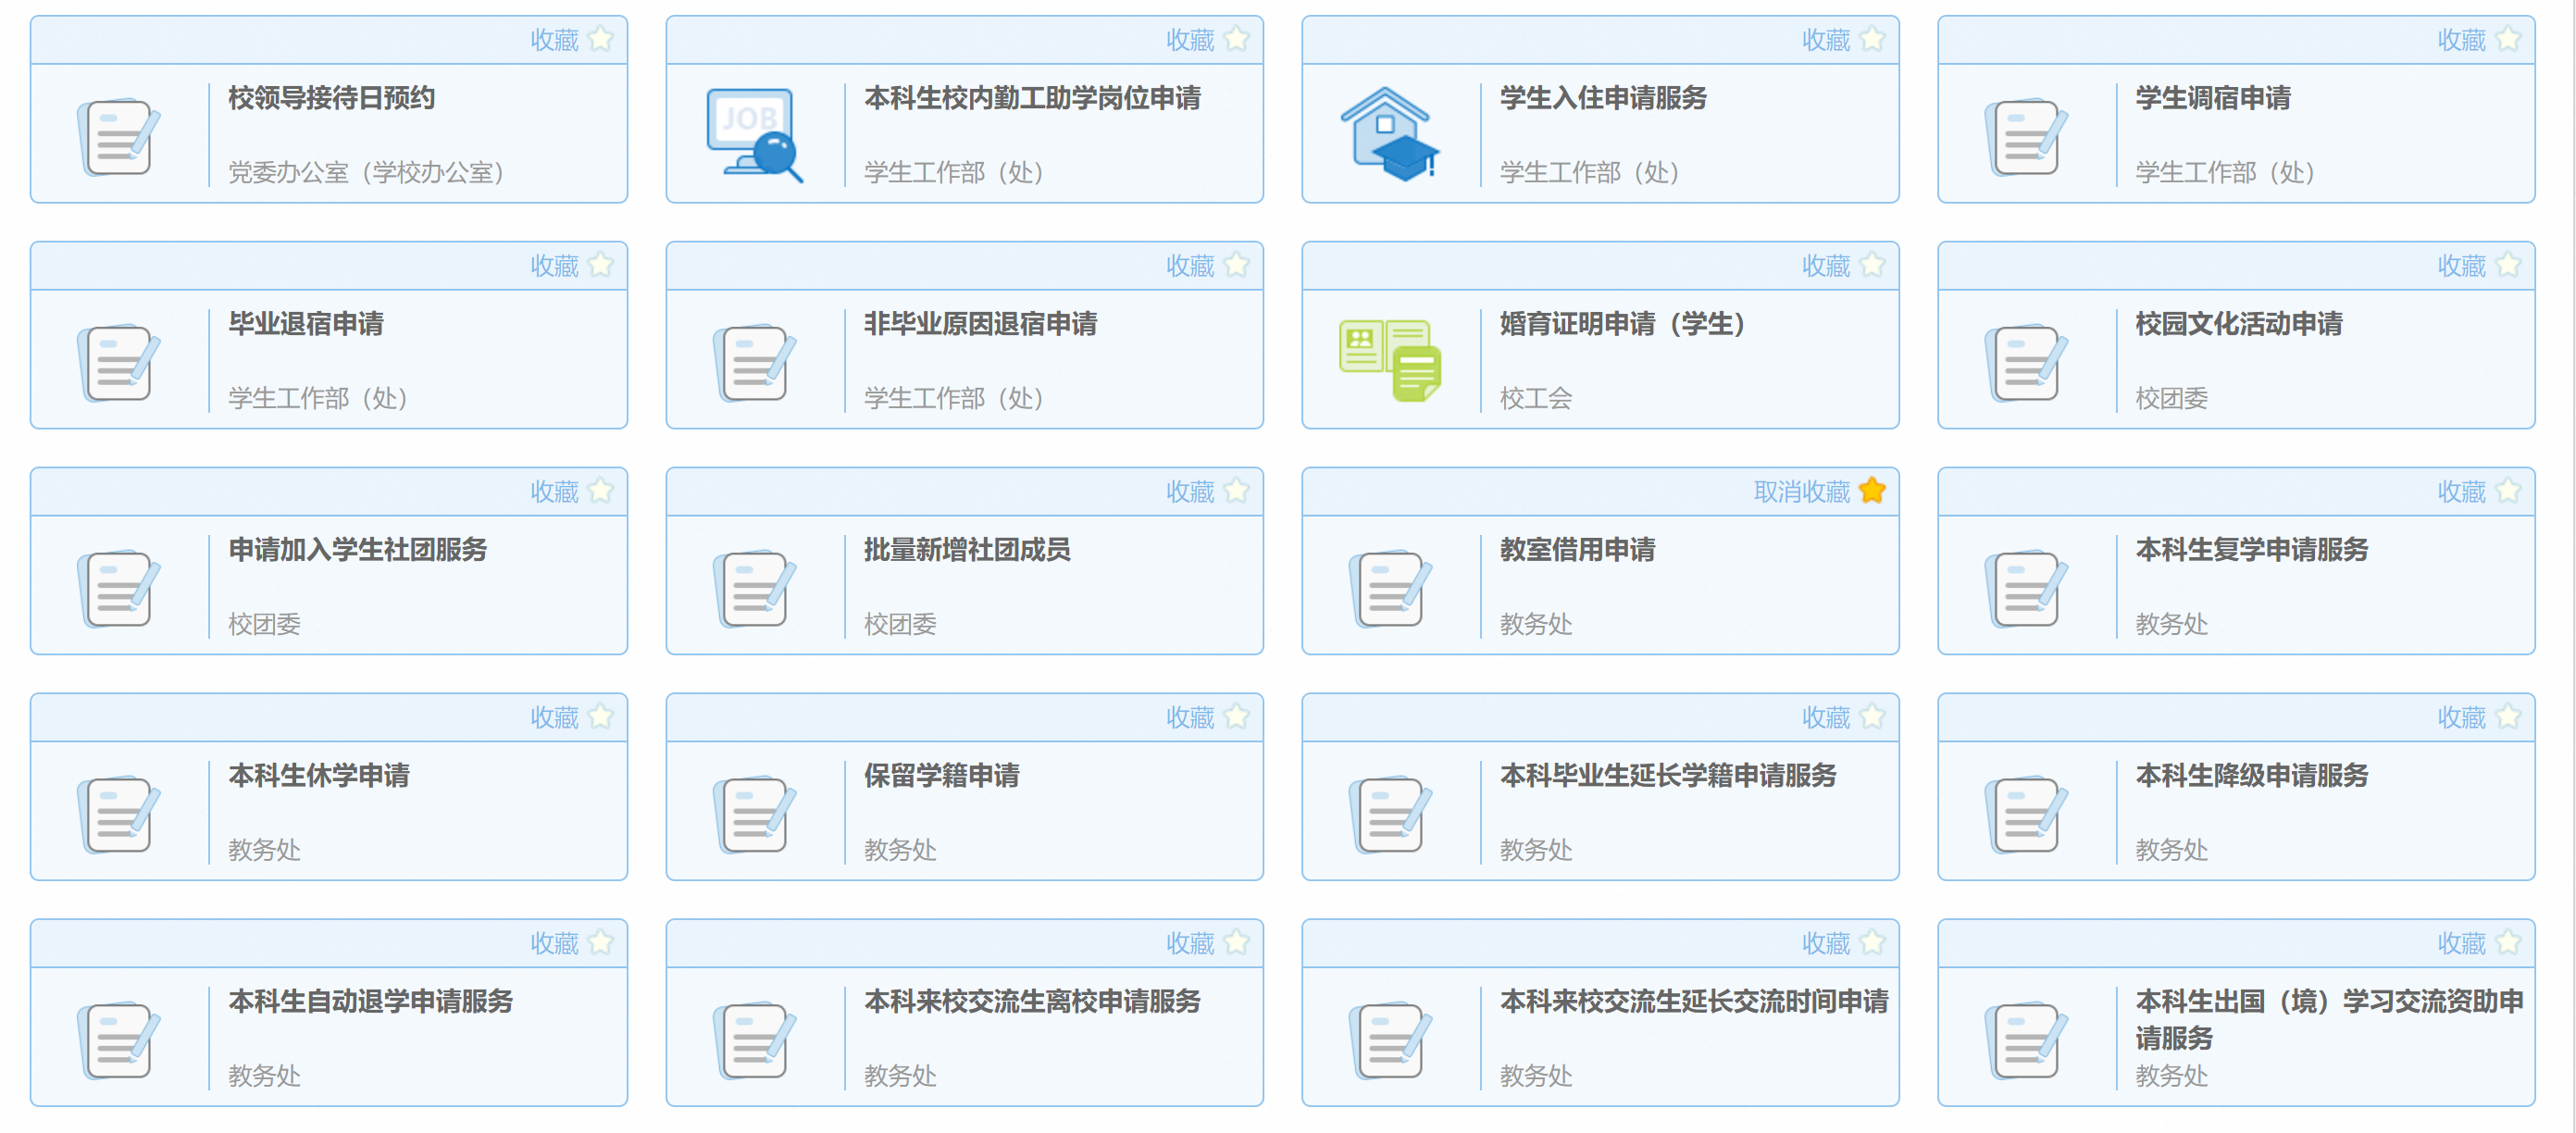 收藏
校领导接待日预约
党委办公室（学校办公室）
收藏
JOB
本科生校内勤工助学岗位申请
学生工作部（处）
收藏
学生入住申请服务
学生工作部（处）
收藏
学生调宿申请
学生工作部（处）
收藏
毕业退宿申请
学生工作部（处）
收藏
非毕业原因退宿申请
学生工作部（处）
收藏
婚育证明申请（学生）
校工会
收藏
校园文化活动申请
校团委
收藏
申请加入学生社团服务
校团委
收藏
批量新增社团成员
校团委
取消收藏
教室借用申请
教务处
收藏
本科生复学申请服务
教务处
收藏
本科生休学申请
教务处
收藏
保留学籍申请
教务处
收藏
本科毕业生延长学籍申请服务
教务处
收藏
本科生降级申请服务
教务处
收藏
本科生自动退学申请服务
教务处
收藏
本科来校交流生离校申请服务
教务处
收藏
本科来校交流生延长交流时间申请
教务处
收藏
本科生出国（境）学习交流资助申
请服务
教务处